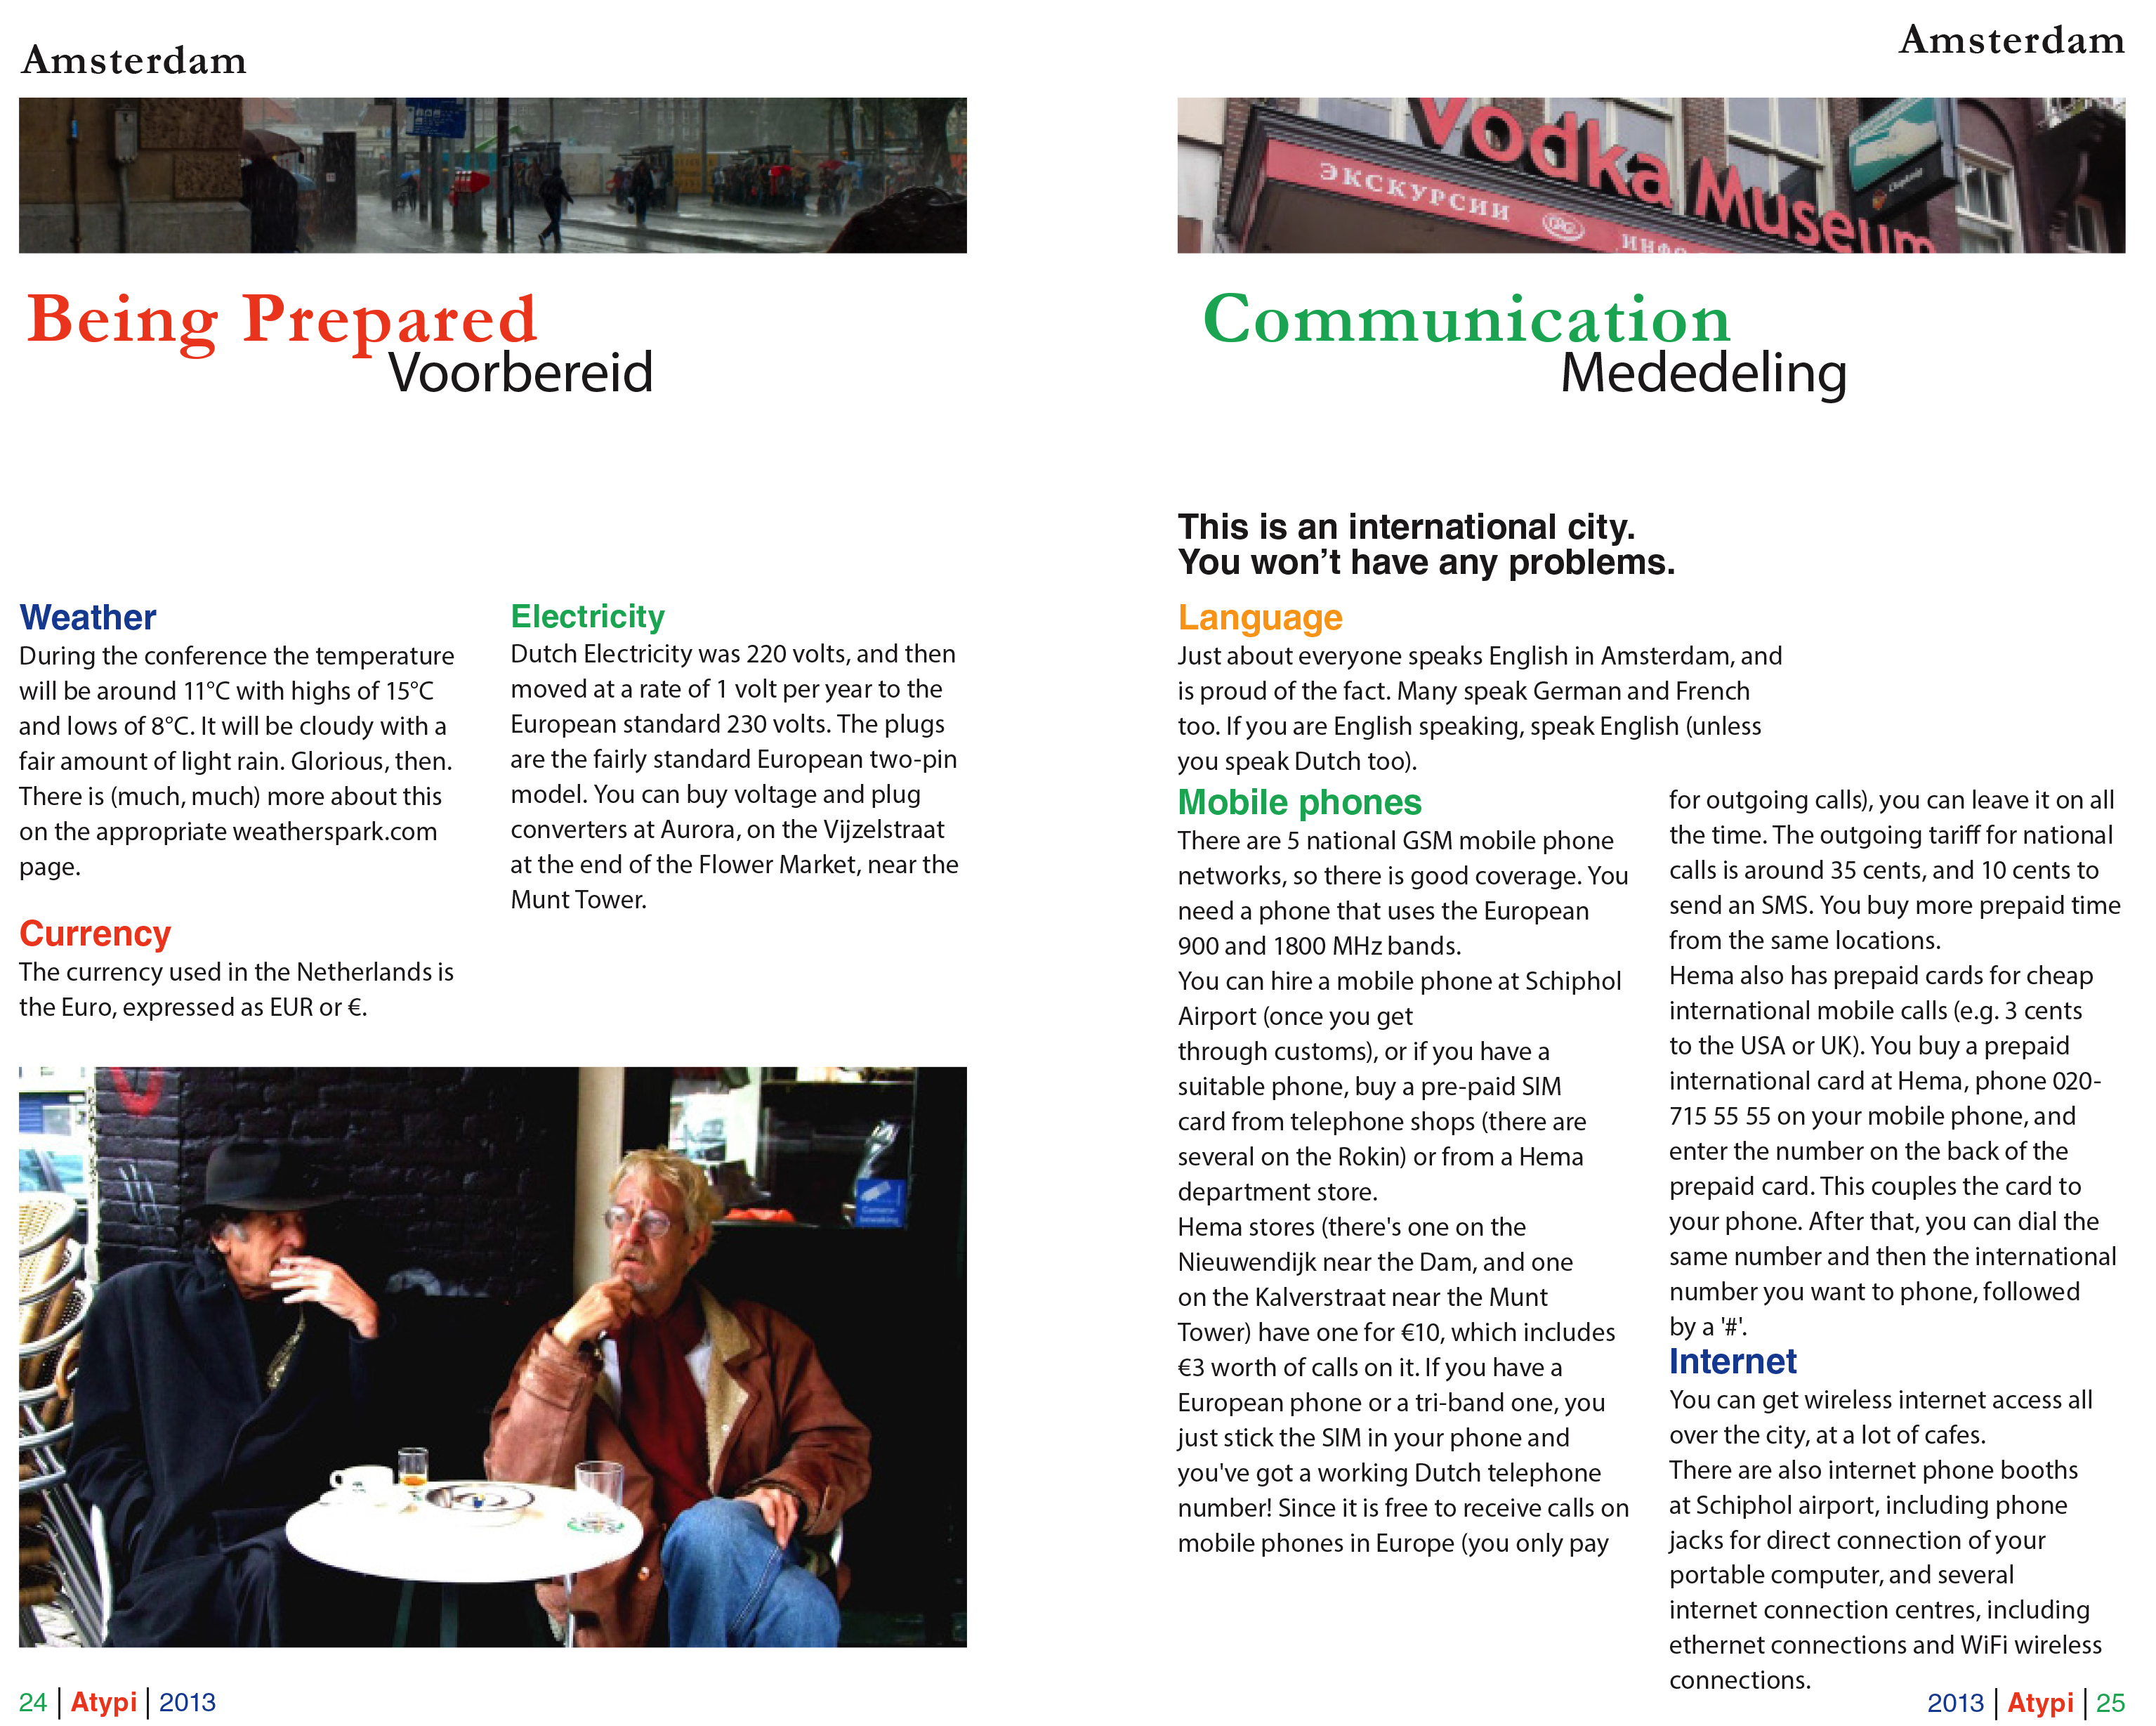 Amsterdam
Being Prepared
Voorbereid
Weather
During the conference the temperature
will be around 11°C with highs of 15°C
and lows of 8°C. It will be cloudy with a
fair amount of light rain. Glorious, then.
There is (much, much) more about this
on the appropriate weatherspark.com
page.
Currency
The currency used in the Netherlands is
the Euro, expressed as EUR or €.
Electricity
Dutch Electricity was 220 volts, and then
moved at a rate of 1 volt per year to the
European standard 230 volts. The plugs
are the fairly standard European two-pin
model. You can buy voltage and plug
converters at Aurora, on the Vijzelstraat
at the end of the Flower Market, near the
Munt Tower.
24 | Atypi | 2013
Amsterdam
Vodka Museum
ЭКСКУРСИИ
Communication
Mededeling
This is an international city.
You won’t have any problems.
Language
Just about everyone speaks English in Amsterdam, and
is proud of the fact. Many speak German and French
too. If you are English speaking, speak English (unless
you speak Dutch too).
Mobile phones
There are 5 national GSM mobile phone
networks, so there is good coverage. You
need a phone that uses the European
900 and 1800 MHz bands.
You can hire a mobile phone at Schiphol
Airport (once you get
through customs), or if you have a
suitable phone, buy a pre-paid SIM
card from telephone shops (there are
several on the Rokin) or from a Hema
department store.
Hema stores (there's one on the
Nieuwendijk near the Dam, and one
on the Kalverstraat near the Munt
Tower) have one for €10, which includes
€3 worth of calls on it. If you have a
European phone or a tri-band one, you
just stick the SIM in your phone and
you've got a working Dutch telephone
number! Since it is free to receive calls on
mobile phones in Europe (you only pay
for outgoing calls), you can leave it on all
the time. The outgoing tariff for national
calls is around 35 cents, and 10 cents to
send an SMS. You buy more prepaid time
from the same locations.
Hema also has prepaid cards for cheap
international mobile calls (e.g. 3 cents
to the USA or UK). You buy a prepaid
international card at Hema, phone 020-
715 55 55 on your mobile phone, and
enter the number on the back of the
prepaid card. This couples the card to
your phone. After that, you can dial the
same number and then the international
number you want to phone, followed
by a '#'.
Internet
You can get wireless internet access all
over the city, at a lot of cafes.
There are also internet phone booths
at Schiphol airport, including phone
jacks for direct connection of your
portable computer, and several
internet connection centres, including
ethernet connections and WiFi wireless
connections.
2013 | Atypi | 25